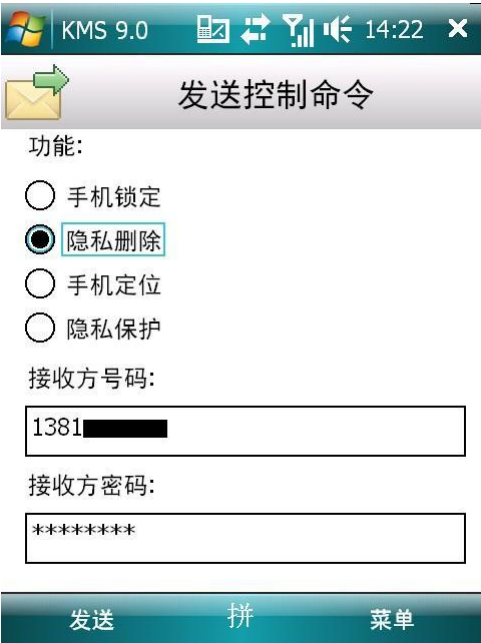 KMS 9.0 14:22
发送控制命令
功能:
手机锁定
隐私删除
手机定位
隐私保护
接收方号码:
1381
接收方密码:
********
发送 拼 菜单